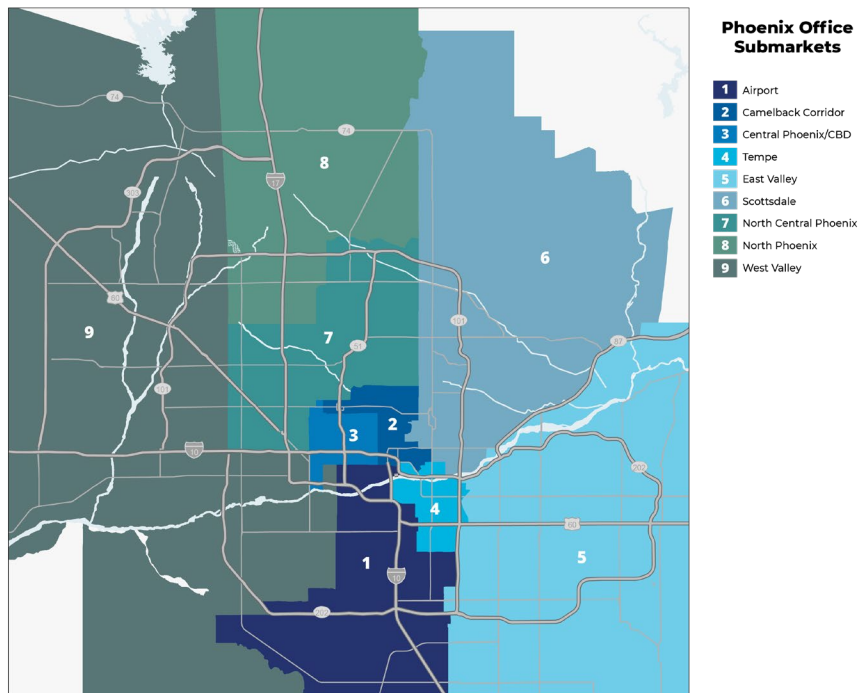 Phoenix Office
Submarkets
1 Airport
2 Camelback Corridor
3 Central Phoenix/CBD
4 Tempe
5 East Valley
6 Scottsdale
7 North Central Phoenix
8 North Phoenix
9 West Valley
74
74
8
17
303
6
60
101
9
7
51
87
101
2
3
10
202
4
60
1
5
10
202